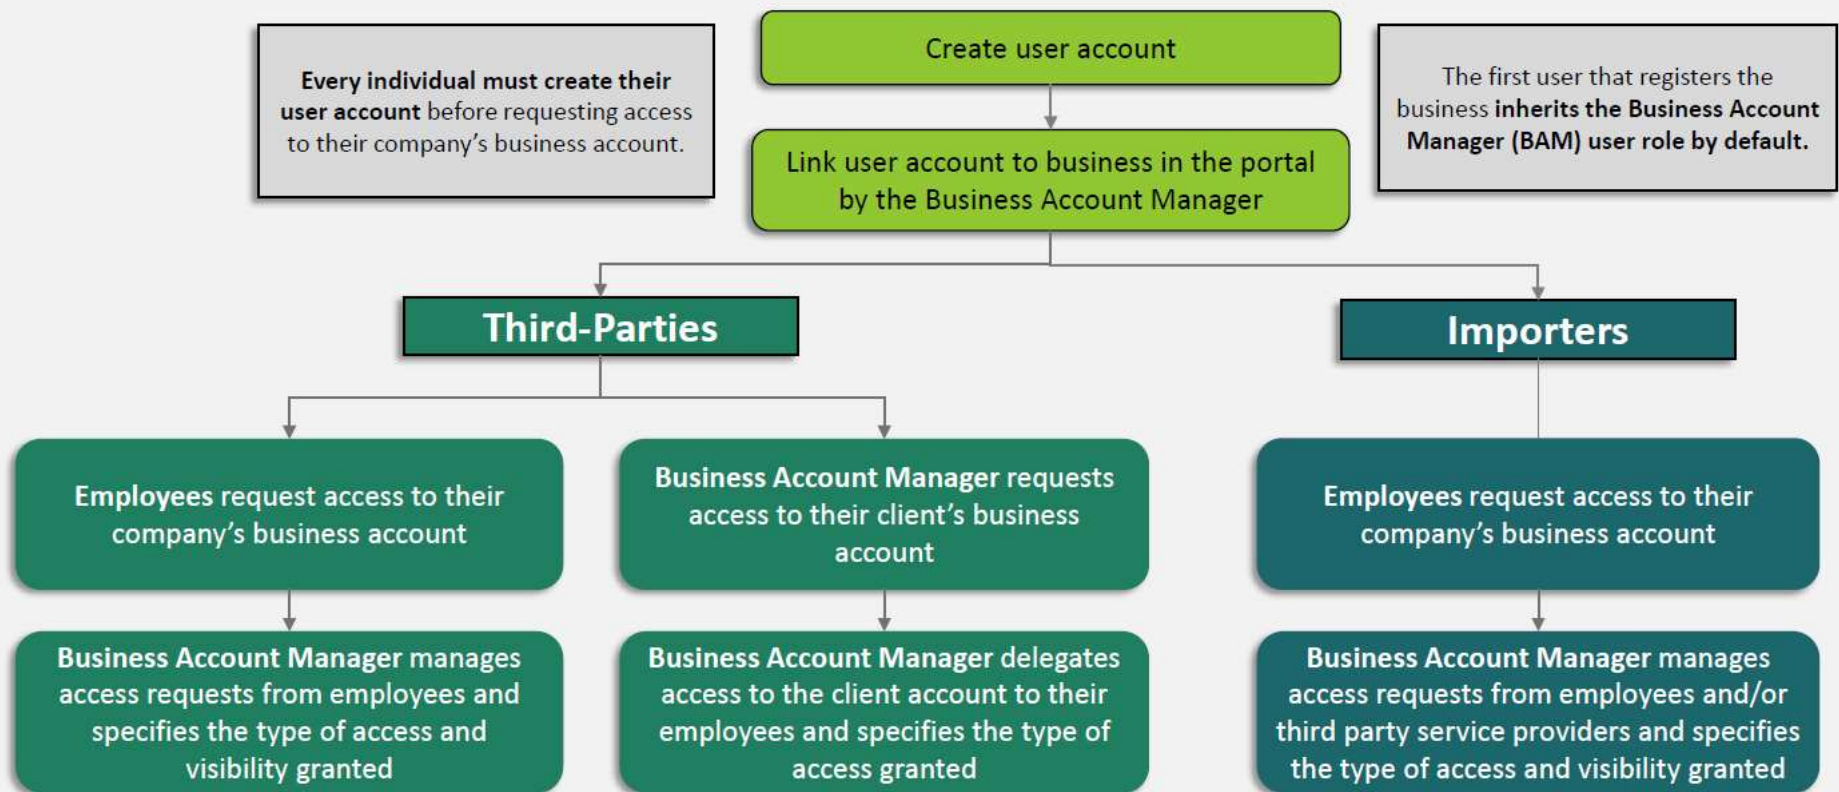 Every individual must create their
user account before requesting access
to their company's business account.
Create user account
The first user that registers the
business inherits the Business Account
Manager (BAM) user role by default.
Link user account to business in the portal
by the Business Account Manager
Third-Parties
Importers
Employees request access to their
company's business account
Business Account Manager requests
access to their client's business
account
Employees request access to their
company's business account
Business Account Manager manages
access requests from employees and
specifies the type of access and
visibility granted
Business Account Manager delegates
access to the client account to their
employees and specifies the type of
access granted
Business Account Manager manages
access requests from employees and/or
third party service providers and specifies
the type of access and visibility granted